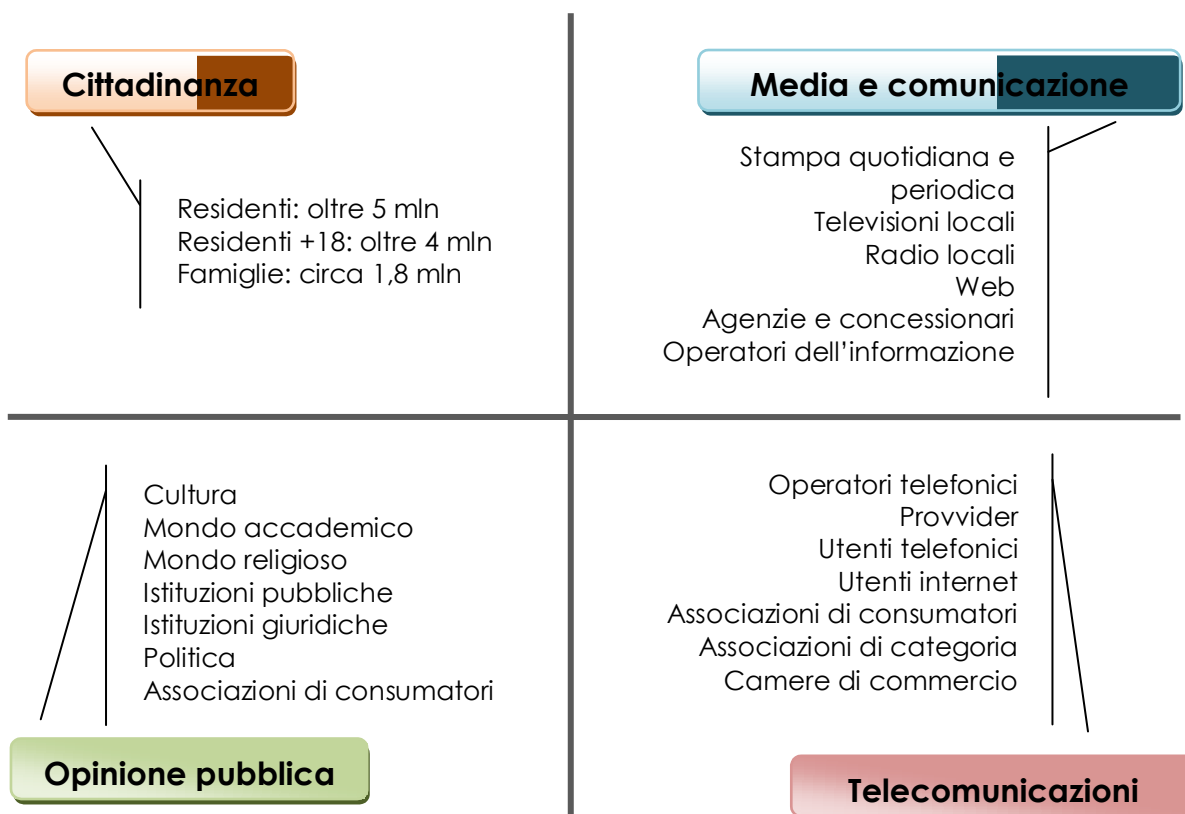 Cittadinanza
Residenti: oltre 5 mln
Residenti +18: oltre 4 mln
Famiglie: circa 1,8 mln
Media e comunicazione
Stampa quotidiana e
periodica
Televisioni locali
Radio locali
Web
Agenzie e concessionari
Operatori dell’informazione
Cultura
Mondo accademico
Mondo religioso
Istituzioni pubbliche
Istituzioni giuridiche
Politica
Associazioni di consumatori
Opinione pubblica
Operatori telefonici
Provvider
Utenti telefonici
Utenti internet
Associazioni di consumatori
Associazioni di categoria
Camere di commercio
Telecomunicazioni